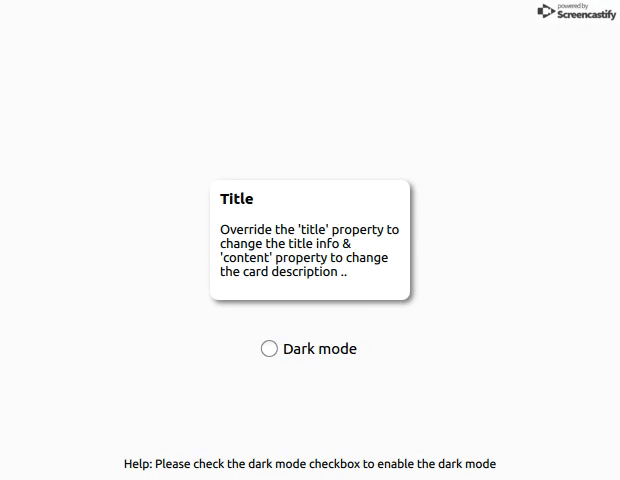 powered by
Screencastify
Title
Override the 'title' property to
change the title info &
'content' property to change
the card description ..
Dark mode
Help: Please check the dark mode checkbox to enable the dark mode